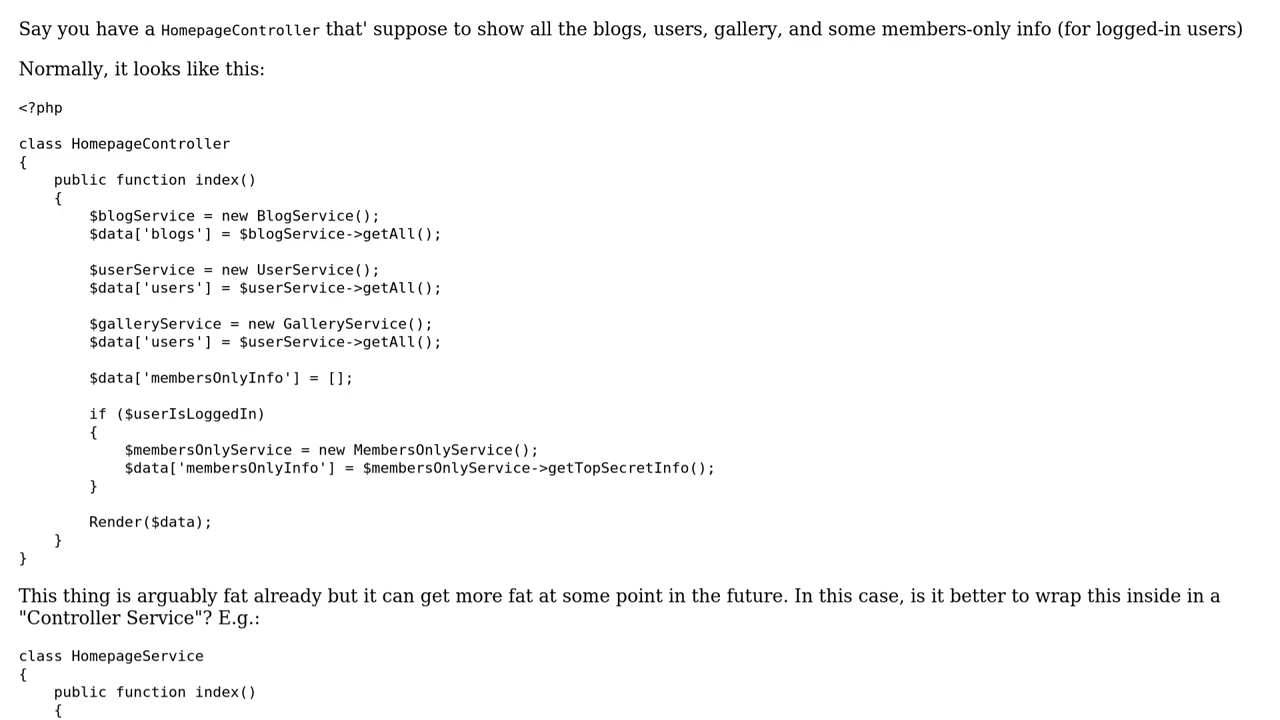 Say you have a HomepageController that' suppose to show all the blogs, users, gallery, and some members-only info (for logged-in users)
Normally, it looks like this:
<?php
class HomepageController
{
    public function index()
    {
        $blogService = new BlogService();
        $data['blogs'] = $blogService->getAll();
        $userService = new UserService();
        $data['users'] = $userService->getAll();
        $galleryService = new GalleryService();
        $data['users'] = $userService->getAll();
        $data['membersOnlyInfo'] = [];
        if ($userIsLoggedIn)
        {
            $membersOnlyService = new MembersOnlyService();
            $data['membersOnlyInfo'] = $membersOnlyService->getTopSecretInfo();
        }
        Render($data);
    }
}
This thing is arguably fat already but it can get more fat at some point in the future. In this case, is it better to wrap this inside in a
"Controller Service"? E.g.:
class HomepageService
{
    public function index()
    {